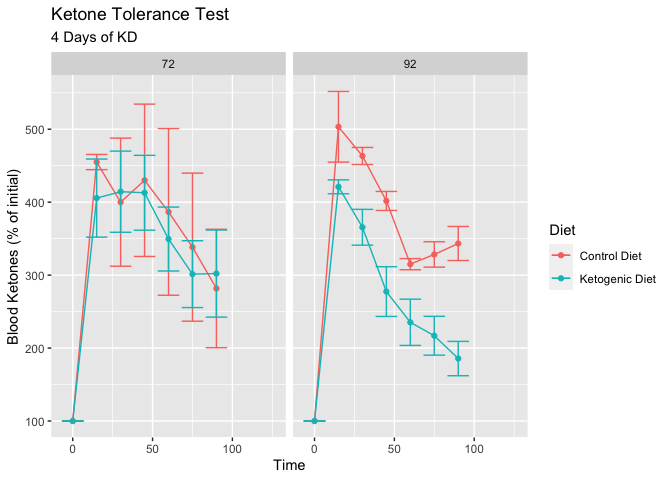 Ketone Tolerance Test
4 Days of KD
72
92
Blood Ketones (% of initial)
500
400
300
200
100
0
50
100
0
50
100
Time
Diet
Control Diet
Ketogenic Diet